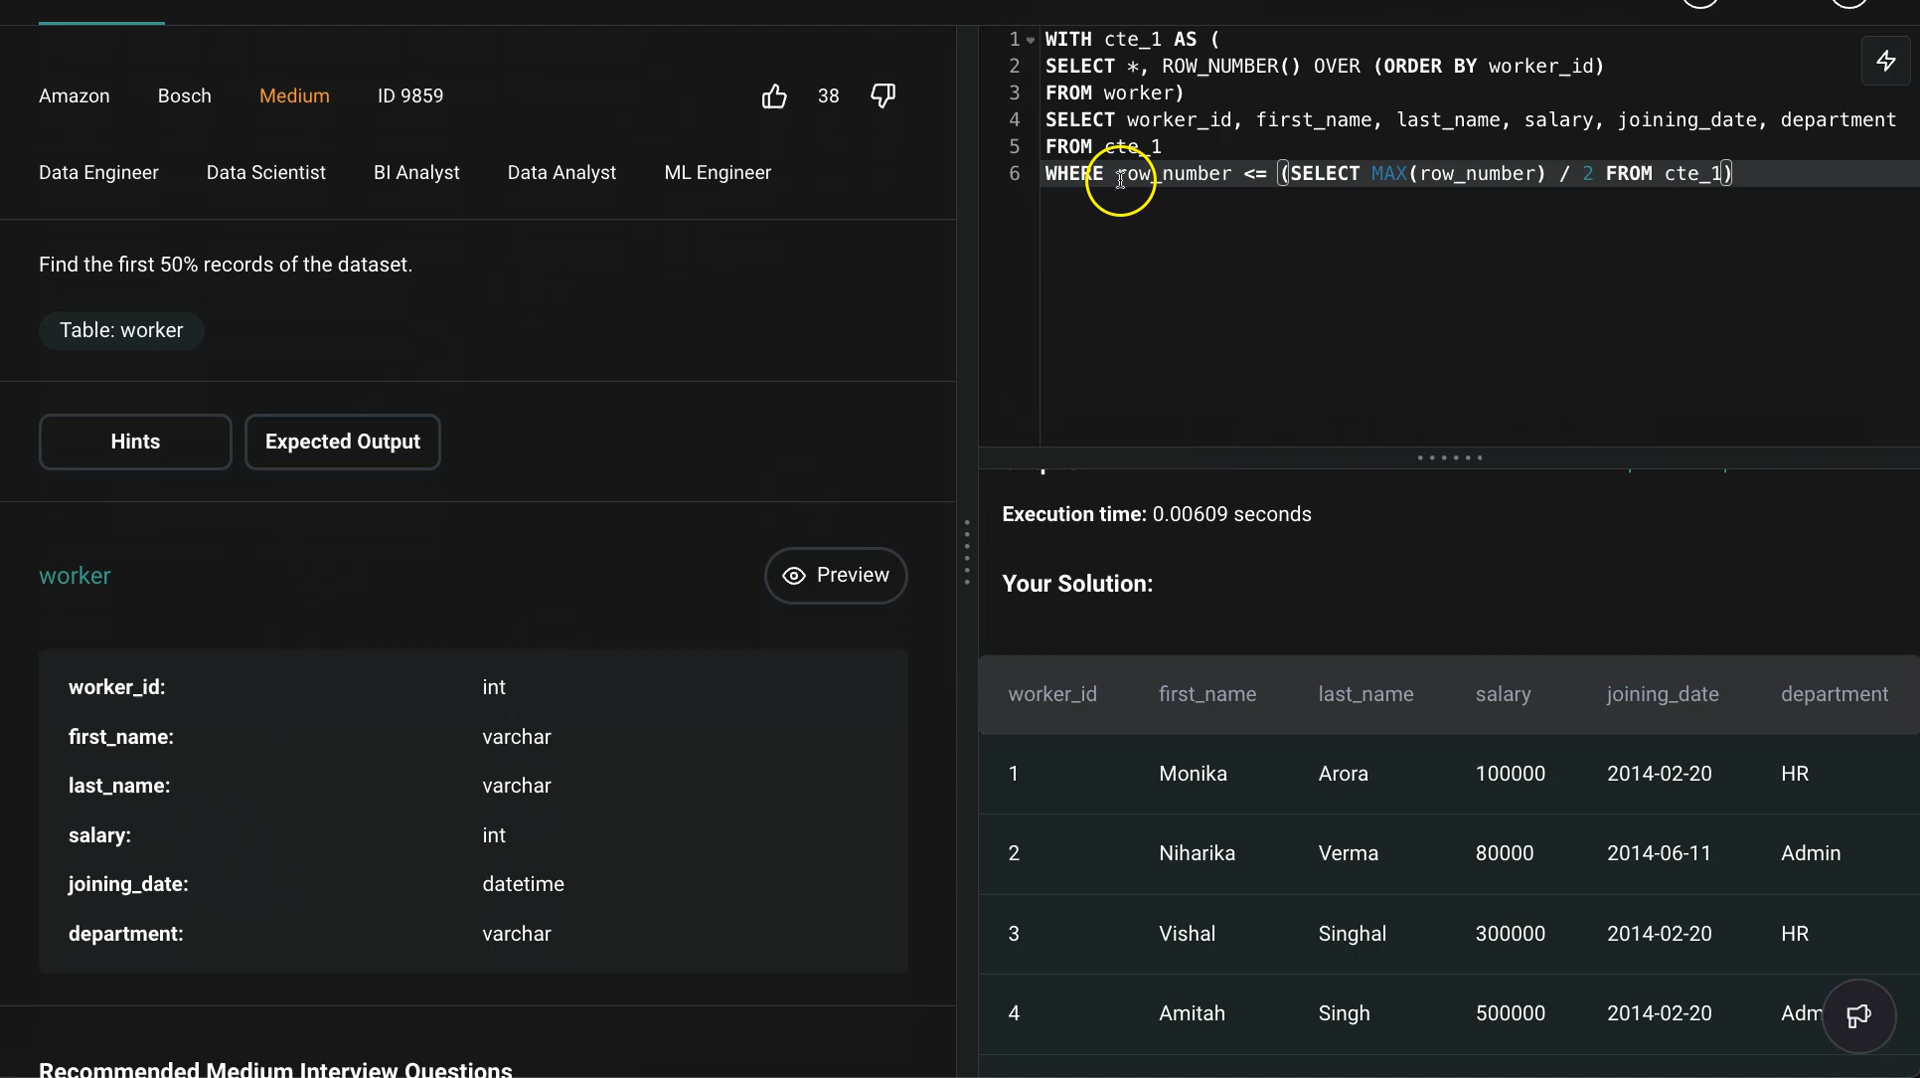 Amazon Bosch Medium ID 9859 38
Data Engineer Data Scientist BI Analyst Data Analyst ML Engineer
Find the first 50% records of the dataset.
Table: worker
Hints Expected Output
worker Preview
worker_id: int
first_name: varchar
last_name: varchar
salary: int
joining_date: datetime
department: varchar
Recommended Medium Interview Questions
1 WITH cte_1 AS (
2 SELECT *, ROW_NUMBER() OVER (ORDER BY worker_id)
3 FROM worker)
4 SELECT worker_id, first_name, last_name, salary, joining_date, department
5 FROM cte_1
6 WHERE row_number <= (SELECT MAX(row_number) / 2 FROM cte_1)
Execution time: 0.00609 seconds
Your Solution:
worker_id first_name last_name salary joining_date department
1 Monika Arora 100000 2014-02-20 HR
2 Niharika Verma 80000 2014-06-11 Admin
3 Vishal Singhal 300000 2014-02-20 HR
4 Amitah Singh 500000 2014-02-20 Adm